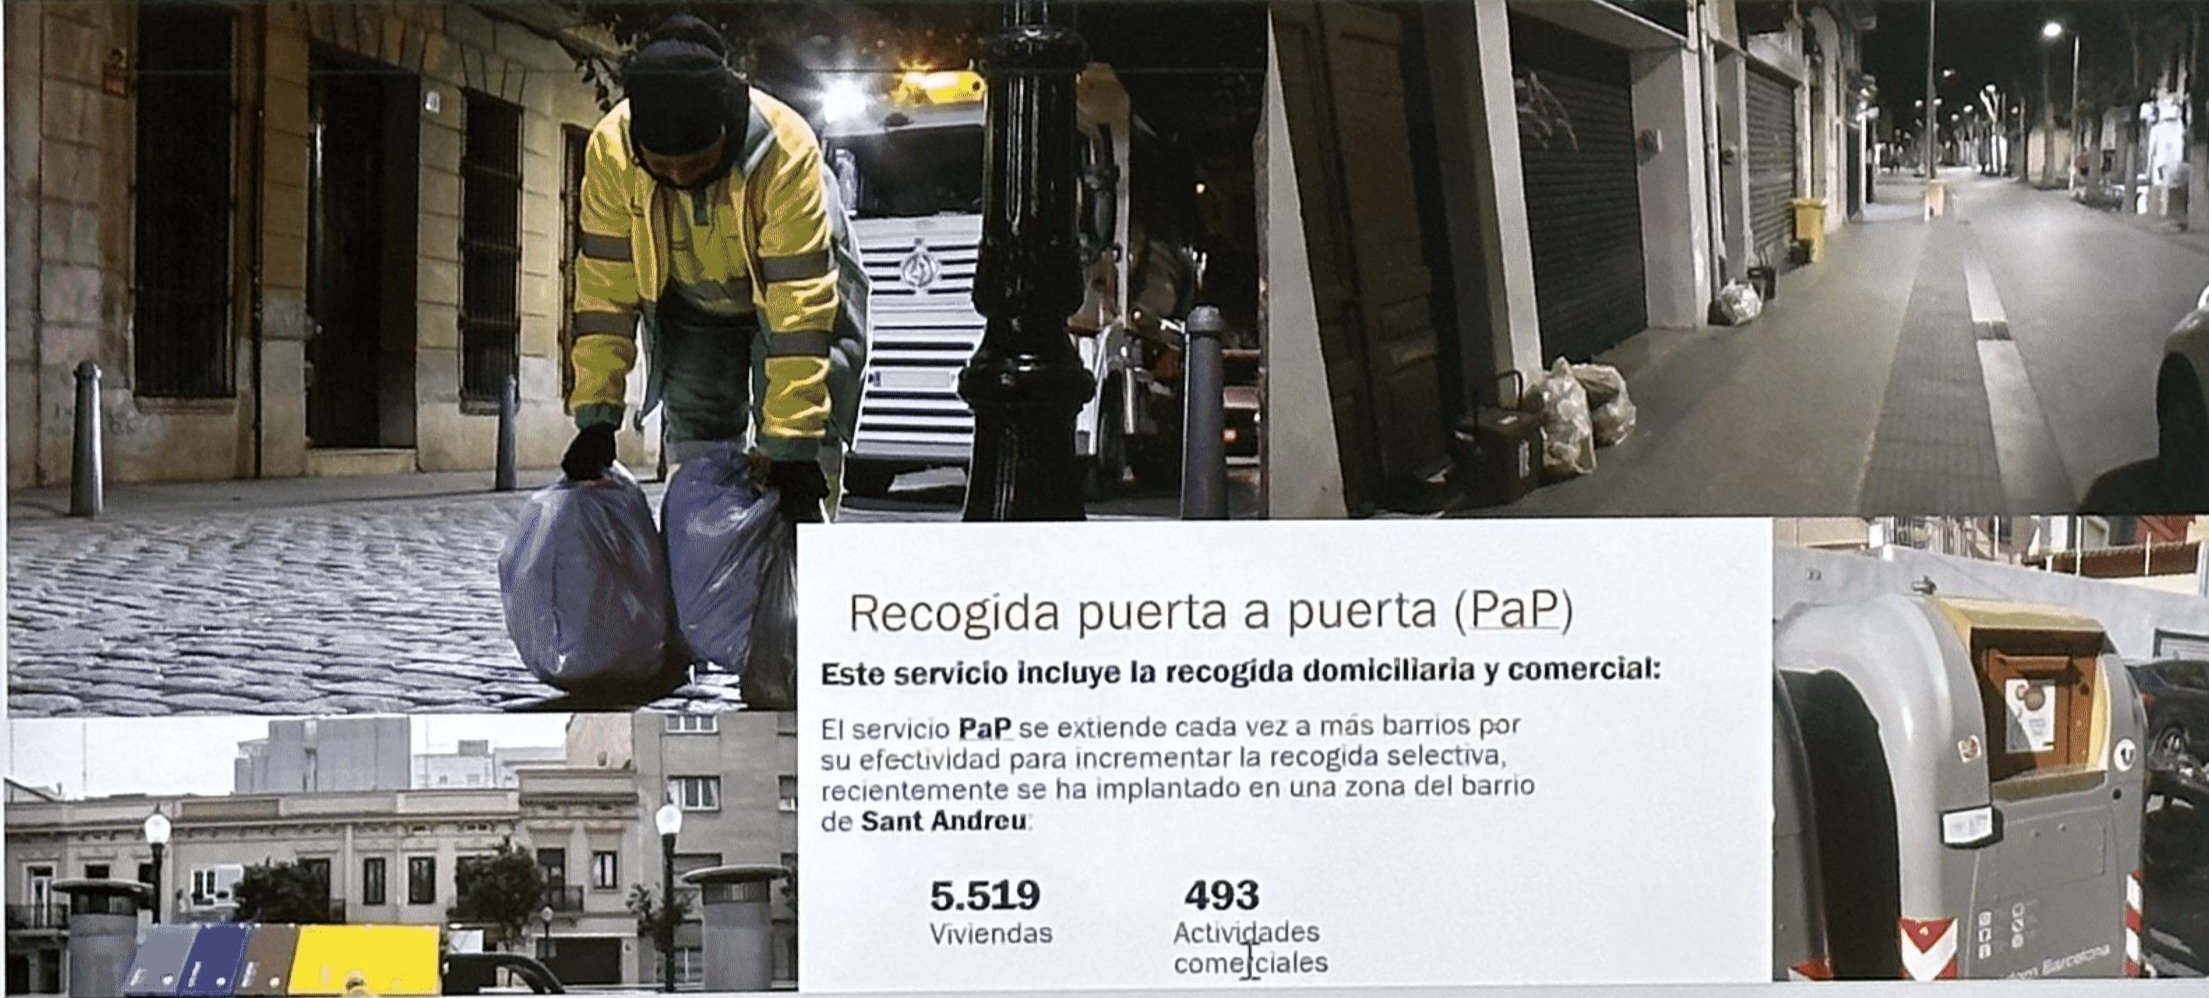 Recogida puerta a puerta (PaP)
Este servicio incluye la recogida domiciliaria y comercial:
El servicio PaP se extiende cada vez a más barrios por
su efectividad para incrementar la recogida selectiva,
recientemente se ha implantado en una zona del barrio
de Sant Andreu:
5.519
Viviendas
493
Actividades
comerciales
Barcelona